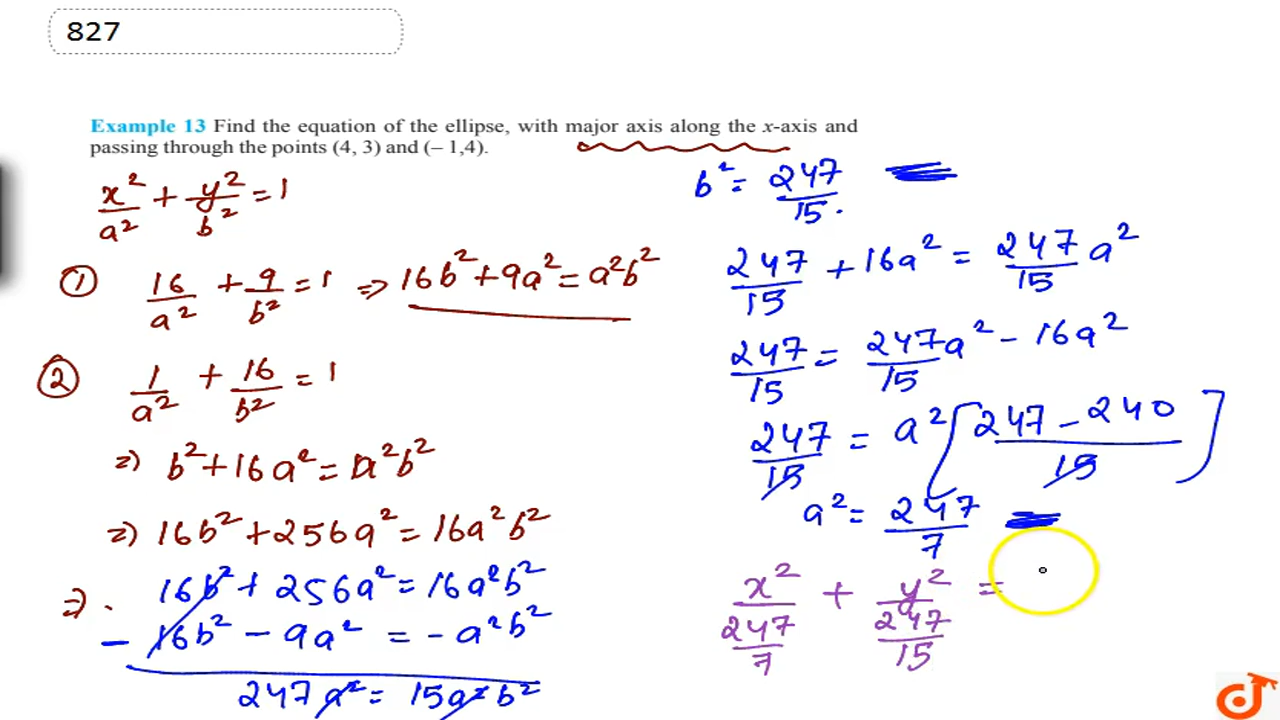 827
Example 13 Find the equation of the ellipse, with major axis along the x-axis and
passing through the points (4, 3) and (– 1,4).
x²/a² + y²/b² = 1
① 16/a² + 9/b² = 1 ⇒ 16b² + 9a² = a²b²
② 1/a² + 16/b² = 1
⇒ b² + 16a² = a²b²
⇒ 16b² + 256a² = 16a²b²
⇒ 16b² + 256a² = 16a²b²
- 16b² - 9a² = - a²b²
247a² = 15a²b²
b² = 247/15.
247/15 + 16a² = 247/15 a²
247/15 = 247/15 a² - 16a²
247/15 = a² [247 - 240 / 15]
a² = 247/7
x² / 247/7 + y² / 247/15 =